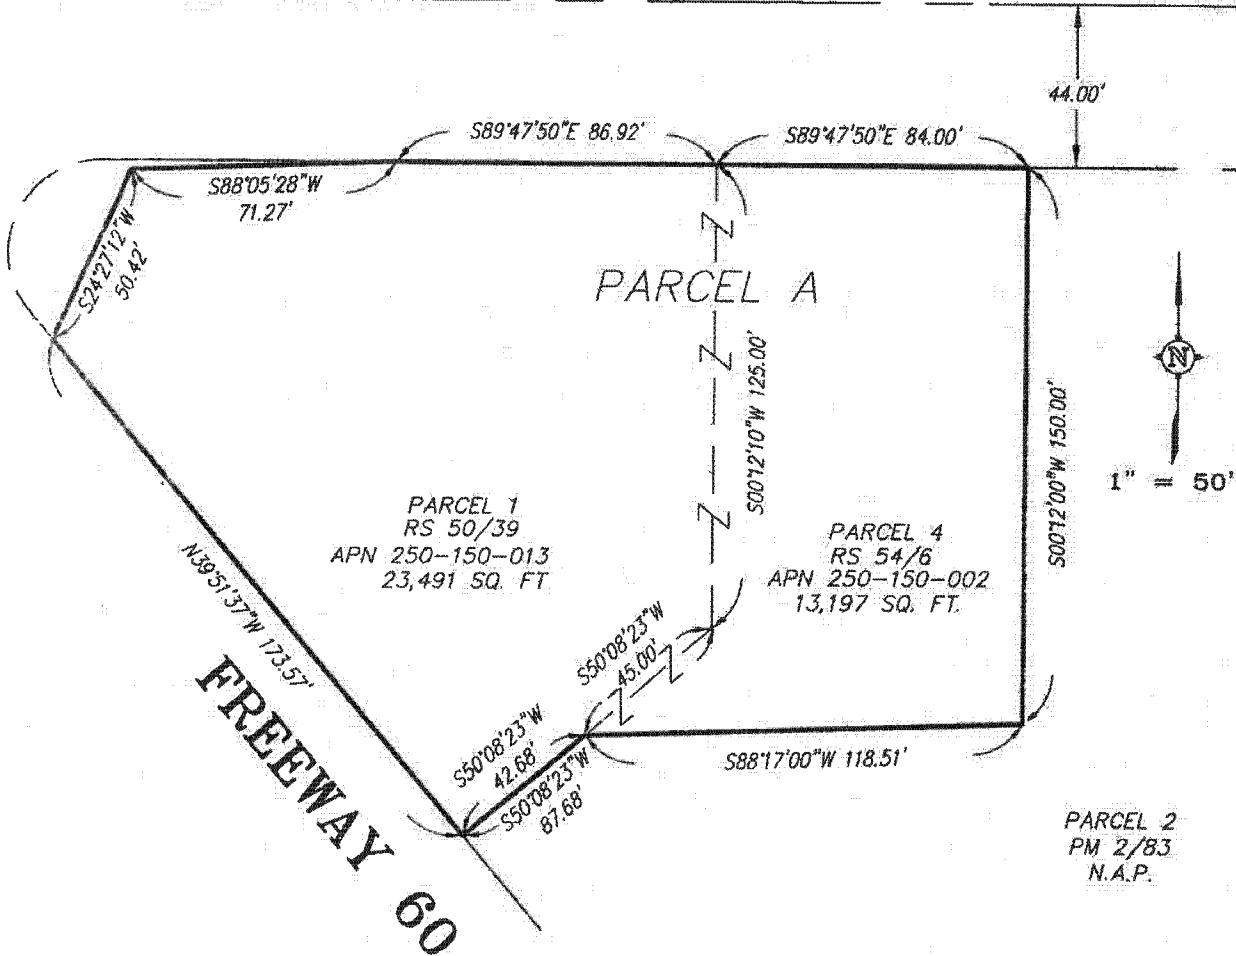 44.00'
S89°47'50"E 86.92'
S89°47'50"E 84.00'
S88°05'28"W
71.27'
S24°27'12"W
50.42'
PARCEL A
N
1" = 50'
S00°12'10"W 125.00'
S00°12'00"W 150.00'
PARCEL 1
RS 50/39
APN 250-150-013
23,491 SQ. FT
PARCEL 4
RS 54/6
APN 250-150-002
13,197 SQ. FT.
N39°51'37"W 173.57'
S50°08'23"W
45.00'
S50°08'23"W
42.68'
S50°08'23"W
87.68'
S88°17'00"W 118.51'
FREEWAY 60
PARCEL 2
PM 2/83
N.A.P.